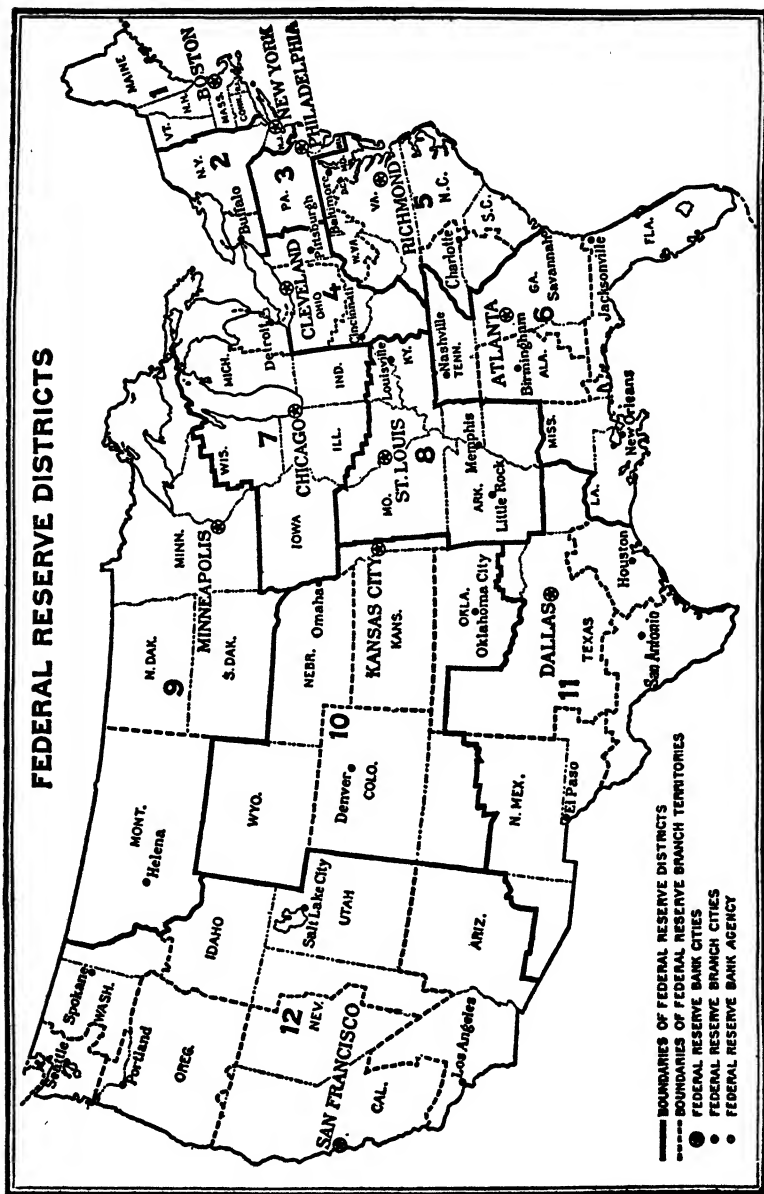 FEDERAL RESERVE DISTRICTS
MAINE
1
VT.
N.H.
BOSTON
MASS.
CONN.
N.Y.
2
Buffalo
NEW YORK
N.J.
PHILADELPHIA
PA.
3
Pittsburgh
Baltimore
MD.
D.C.
W.VA.
VA.
RICHMOND
5
N.C.
Charlotte
S.C.
CLEVELAND
OHIO
4
Cincinnati
MICH.
Detroit
WIS.
7
CHICAGO
IND.
ILL.
IOWA
Louisville
KY.
MO.
ST. LOUIS
8
Memphis
ARK.
Little Rock
Nashville
TENN.
ATLANTA
Birmingham
ALA.
6
GA.
Savannah
Jacksonville
FLA.
MISS.
LA.
New Orleans
MINN.
MINNEAPOLIS
N. DAK.
9
S. DAK.
MONT.
Helena
WYO.
NEBR.
Omaha
10
KANSAS CITY
KANS.
Denver
COLO.
OKLA.
Oklahoma City
DALLAS
TEXAS
11
Houston
San Antonio
El Paso
N. MEX.
Seattle
Spokane
WASH.
Portland
OREG.
IDAHO
Salt Lake City
UTAH
12
NEV.
SAN FRANCISCO
CAL.
Los Angeles
ARIZ.
BOUNDARIES OF FEDERAL RESERVE DISTRICTS
BOUNDARIES OF FEDERAL RESERVE BRANCH TERRITORIES
FEDERAL RESERVE BANK CITIES
FEDERAL RESERVE BRANCH CITIES
FEDERAL RESERVE BANK AGENCY